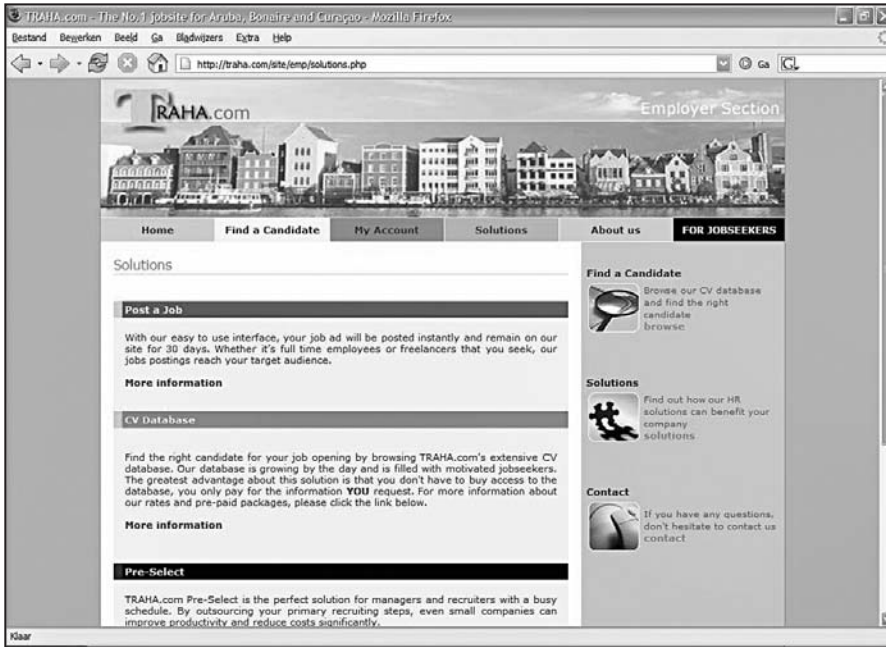 TRAHA.com - The No.1 jobsite for Aruba, Bonaire and Curaçao - Mozilla Firefox
Bestand Bewerken Beeld Ga Bladwijzers Extra Help
http://traha.com/site/emp/solutions.php
Ga
G
TRAHA.com
Employer Section
Home Find a Candidate My Account Solutions About us FOR JOBSEEKERS
Solutions
Post a Job
With our easy to use interface, your job ad will be posted instantly and remain on our
site for 30 days. Whether it's full time employees or freelancers that you seek, our
jobs postings reach your target audience.
More information
CV Database
Find the right candidate for your job opening by browsing TRAHA.com's extensive CV
database. Our database is growing by the day and is filled with motivated jobseekers.
The greatest advantage about this solution is that you don't have to buy access to the
database, you only pay for the information YOU request. For more information about
our rates and pre-paid packages, please click the link below.
More information
Pre-Select
TRAHA.com Pre-Select is the perfect solution for managers and recruiters with a busy
schedule. By outsourcing your primary recruiting steps, even small companies can
improve productivity and reduce costs significantly.
Find a Candidate
Browse our CV database
and find the right
candidate
browse
Solutions
Find out how our HR
solutions can benefit your
company
solutions
Contact
If you have any questions,
don't hesitate to contact us
contact
Klaar